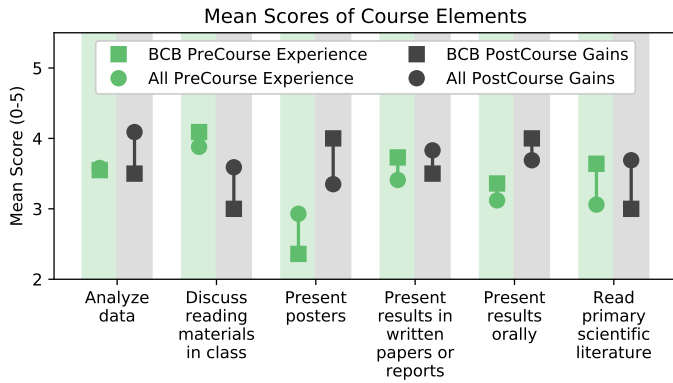 Mean Scores of Course Elements
BCB PreCourse Experience
All PreCourse Experience
BCB PostCourse Gains
All PostCourse Gains
Mean Score (0-5)
5
4
3
2
Analyze
data
Discuss
reading
materials
in class
Present
posters
Present
results in
written
papers or
reports
Present
results
orally
Read
primary
scientific
literature